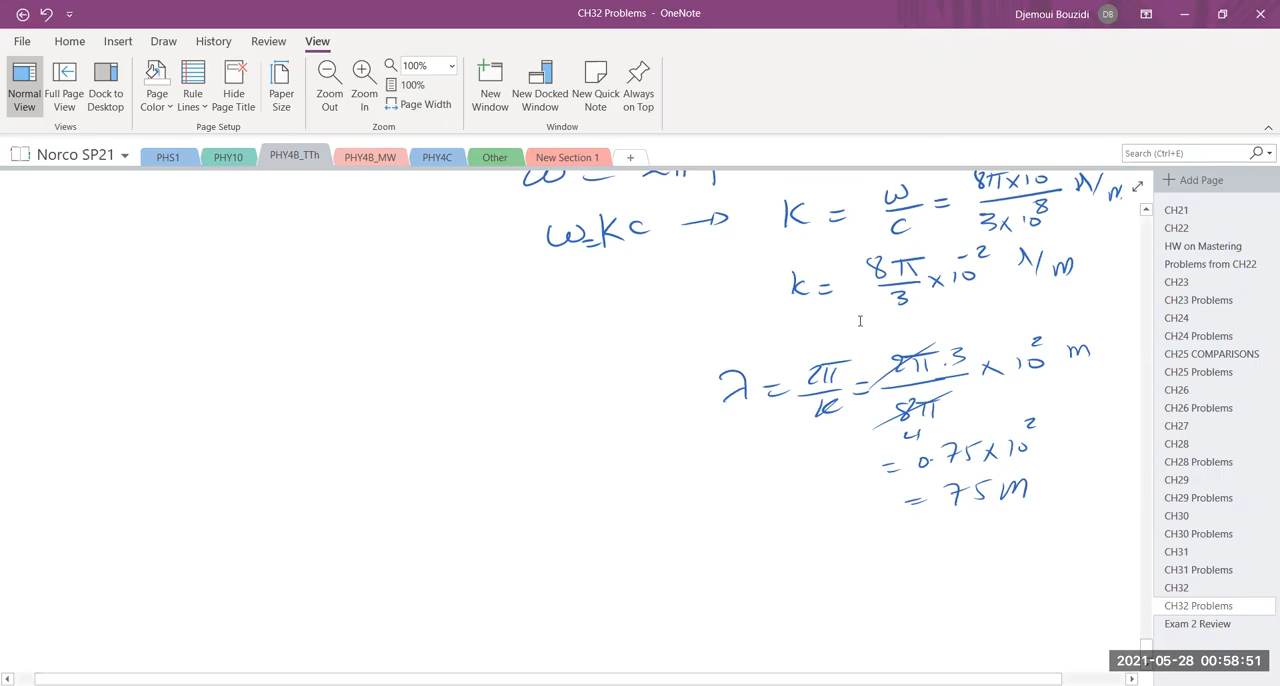 CH32 Problems - OneNote
Djemoui Bouzidi DB
File Home Insert Draw History Review View
Normal View
Full Page View
Dock to Desktop
Page Color
Rule Lines
Hide Page Title
Paper Size
Zoom Out
Zoom In
100%
100%
Page Width
New Window
New Docked Window
New Quick Note
Always on Top
Views Page Setup Zoom Window
Norco SP21 PHS1 PHY10 PHY4B_TTh PHY4B_MW PHY4C Other New Section 1 +
Search (Ctrl+E)
Add Page
CH21
CH22
HW on Mastering
Problems from CH22
CH23
CH23 Problems
CH24
CH24 Problems
CH25 COMPARISONS
CH25 Problems
CH26
CH26 Problems
CH27
CH28
CH28 Problems
CH29
CH29 Problems
CH30
CH30 Problems
CH31
CH31 Problems
CH32
CH32 Problems
Exam 2 Review
ω=KC → K = ω/C = 8π×10 / 3×10^8
k = 8π/3 ×10^-2
λ = 2π/K = 2π.3/8π × 10^2 m
4
= 0.75×10^2
= 75 m
2021-05-28 00:58:51